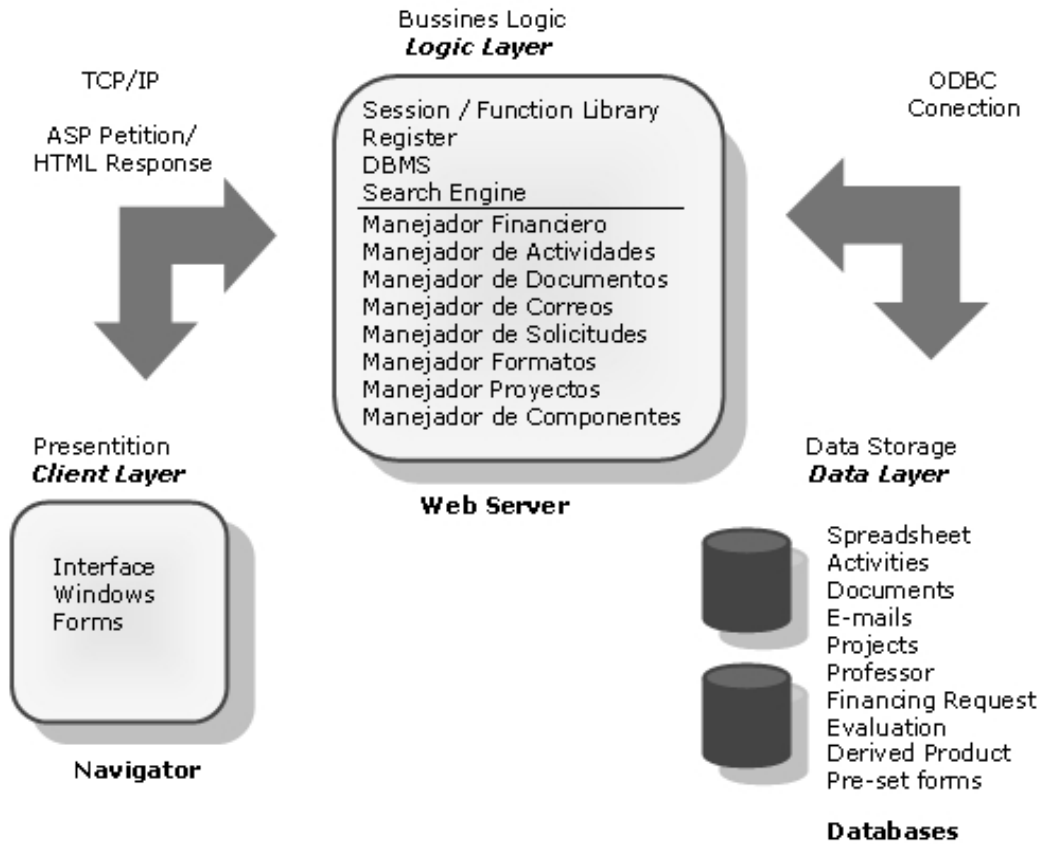 Bussines Logic
Logic Layer
TCP/IP
ASP Petition/
HTML Response
Session / Function Library
Register
DBMS
Search Engine
Manejador Financiero
Manejador de Actividades
Manejador de Documentos
Manejador de Correos
Manejador de Solicitudes
Manejador Formatos
Manejador Proyectos
Manejador de Componentes
Web Server
ODBC
Conection
Presentition
Client Layer
Interface
Windows
Forms
Navigator
Data Storage
Data Layer
Spreadsheet
Activities
Documents
E-mails
Projects
Professor
Financing Request
Evaluation
Derived Product
Pre-set forms
Databases